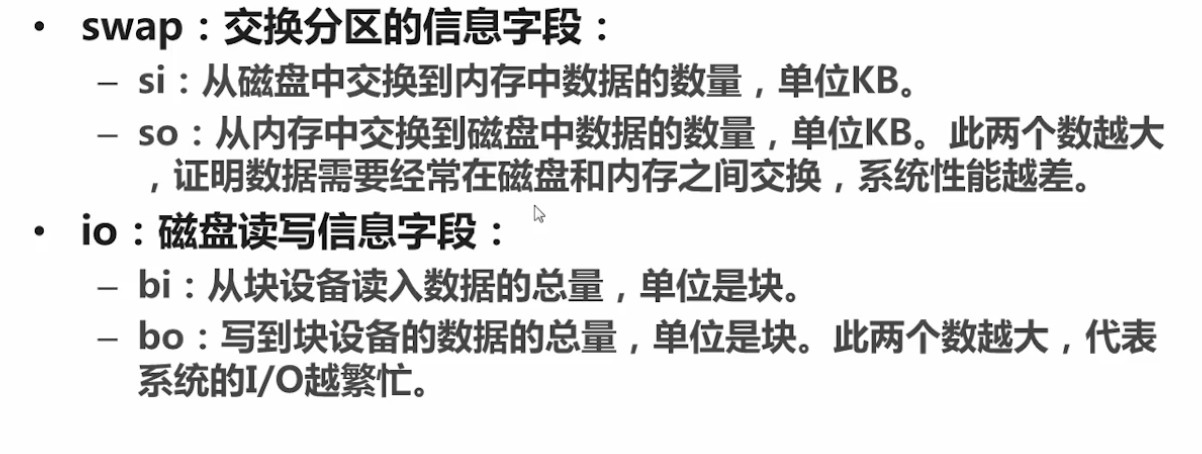 • swap：交换分区的信息字段：
– si：从磁盘中交换到内存中数据的数量，单位KB。
– so：从内存中交换到磁盘中数据的数量，单位KB。此两个数越大
，证明数据需要经常在磁盘和内存之间交换，系统性能越差。
• io：磁盘读写信息字段：
– bi：从块设备读入数据的总量，单位是块。
– bo：写到块设备的数据的总量，单位是块。此两个数越大，代表
系统的I/O越繁忙。